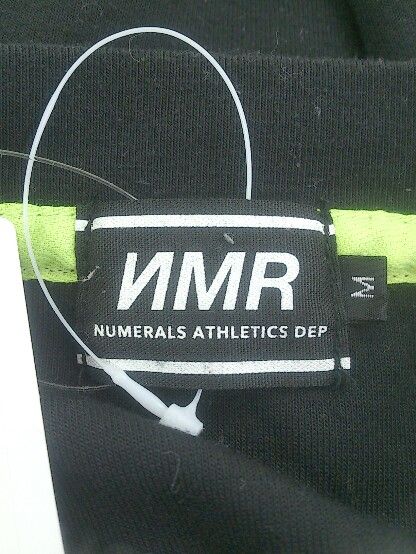 ИMR
NUMERALS ATHLETICS DEP
M